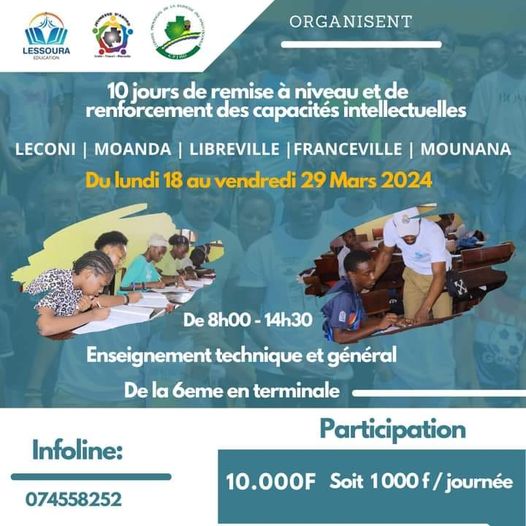 LESSOURA
EDUCATION
ORGANISENT
10 jours de remise à niveau et de
renforcement des capacités intellectuelles
LECONI | MOANDA | LIBREVILLE |FRANCEVILLE | MOUNANA
Du lundi 18 au vendredi 29 Mars 2024
De 8h00 - 14h30
Enseignement technique et général
De la 6eme en terminale
Infoline:
074558252
Participation
10.000F Soit 1000 f / journée